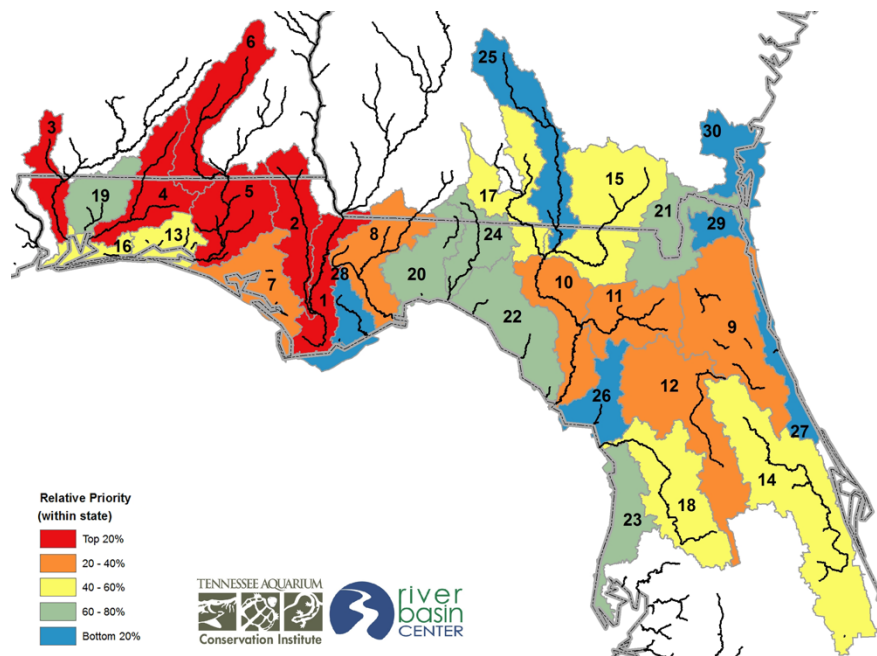 6
25
3
30
19
4
5
17
15
21
2
29
16
13
8
24
7
28
20
10
11
1
22
9
12
26
27
14
18
23
Relative Priority
(within state)
Top 20%
20 - 40%
40 - 60%
60 - 80%
Bottom 20%
TENNESSEE AQUARIUM
Conservation Institute
river
basin
CENTER